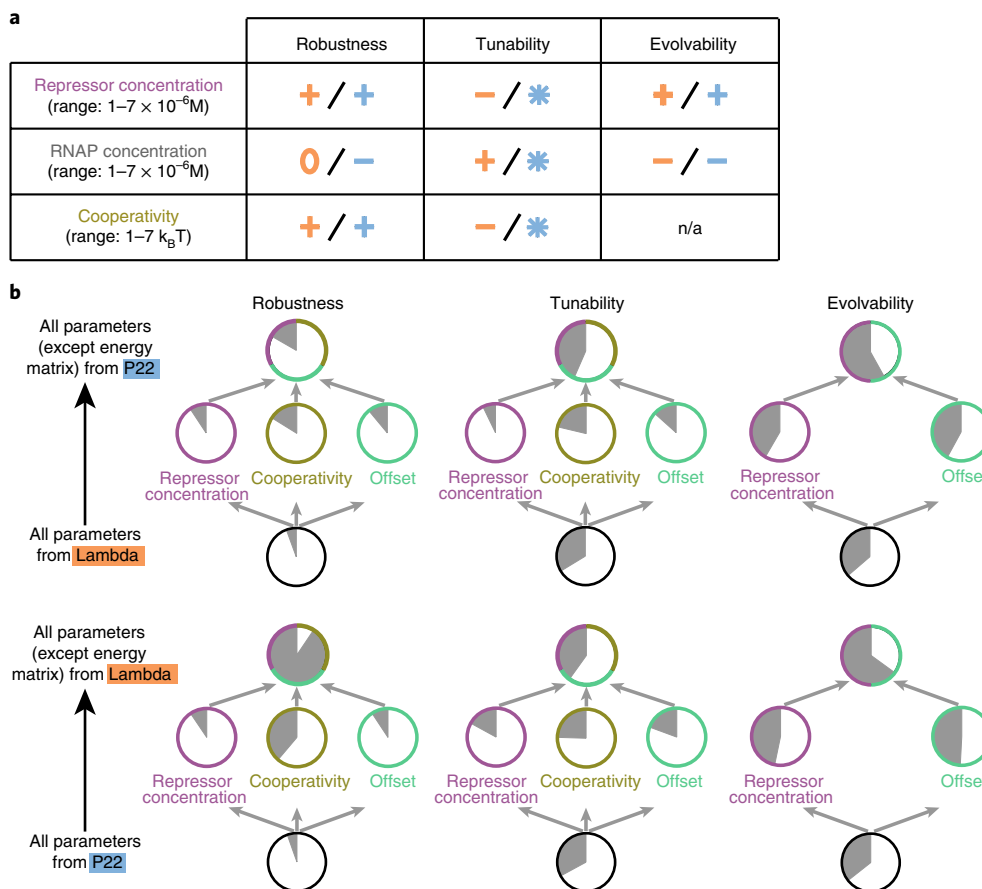 a
Robustness Tunability Evolvability
Repressor concentration
(range: 1–7 × 10⁻⁶M)
+ / + − / * + / +
RNAP concentration
(range: 1–7 × 10⁻⁶M)
0 / − + / * − / −
Cooperativity
(range: 1–7 k_BT)
+ / + − / * n/a
b
Robustness Tunability Evolvability
All parameters
(except energy
matrix) from P22
Repressor
concentration
Cooperativity
Offset
Repressor
concentration
Cooperativity
Offset
Repressor
concentration
Offset
All parameters
from Lambda
All parameters
(except energy
matrix) from Lambda
Repressor
concentration
Cooperativity
Offset
Repressor
concentration
Cooperativity
Offset
Repressor
concentration
Offset
All parameters
from P22